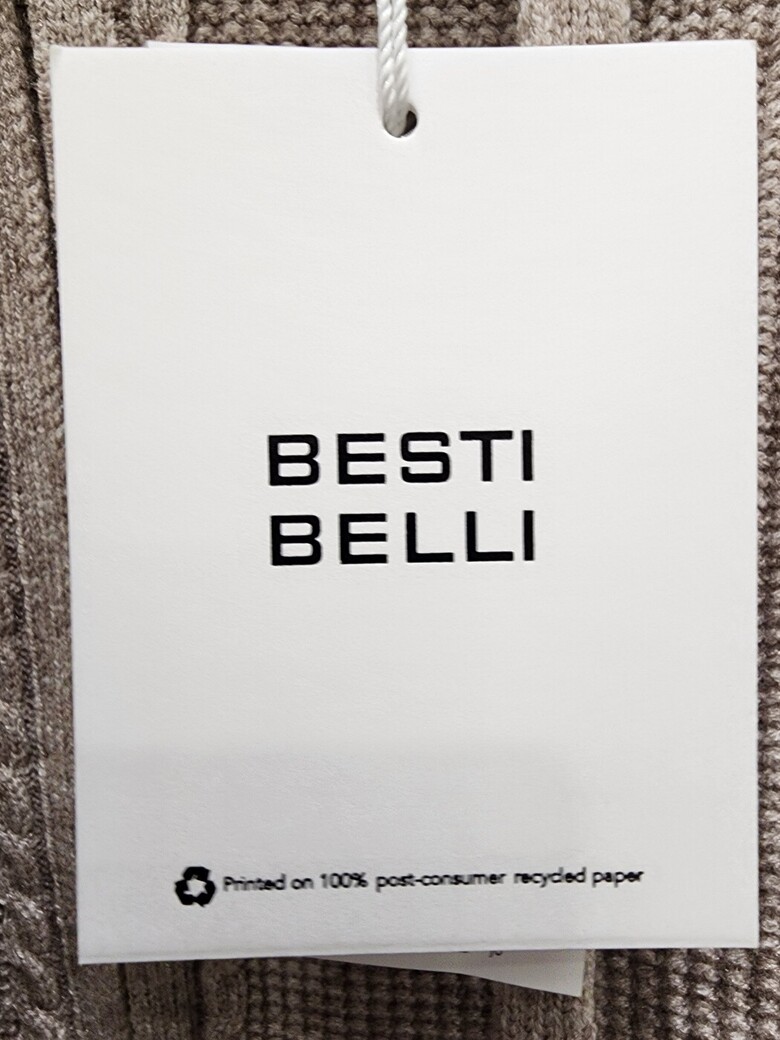 BESTI
BELLI
Printed on 100% post-consumer recycled paper